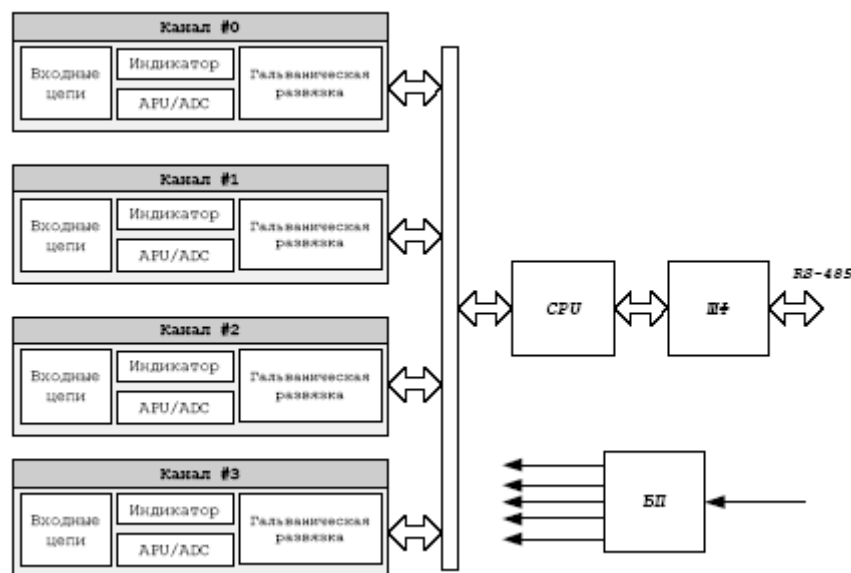 Канал #0
Входные
цепи
Индикатор
APU/ADC
Гальваническая
развязка
Канал #1
Входные
цепи
Индикатор
APU/ADC
Гальваническая
развязка
Канал #2
Входные
цепи
Индикатор
APU/ADC
Гальваническая
развязка
Канал #3
Входные
цепи
Индикатор
APU/ADC
Гальваническая
развязка
CPU
ШФ
RS-485
БП